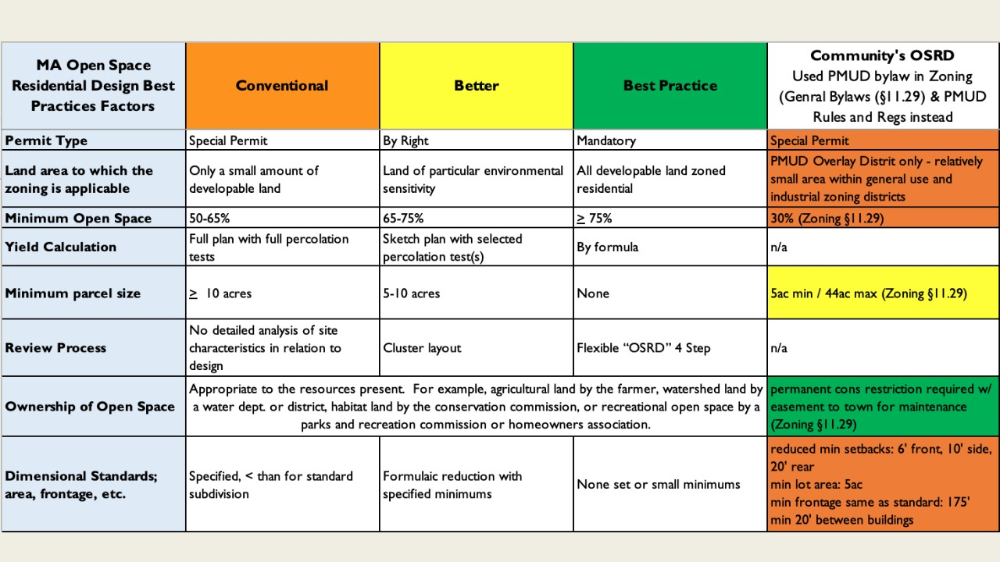 MA Open Space
Residential Design Best
Practices Factors
Conventional
Better
Best Practice
Community's OSRD
Used PMUD bylaw in Zoning
(Genral Bylaws (§11.29) & PMUD
Rules and Regs instead
Permit Type
Special Permit
By Right
Mandatory
Special Permit
Land area to which the
zoning is applicable
Only a small amount of
developable land
Land of particular environmental
sensitivity
All developable land zoned
residential
PMUD Overlay Distrit only - relatively
small area within general use and
industrial zoning districts
Minimum Open Space
50-65%
65-75%
≥ 75%
30% (Zoning §11.29)
Yield Calculation
Full plan with full percolation
tests
Sketch plan with selected
percolation test(s)
By formula
n/a
Minimum parcel size
≥ 10 acres
5-10 acres
None
5ac min / 44ac max (Zoning §11.29)
Review Process
No detailed analysis of site
characteristics in relation to
design
Cluster layout
Flexible “OSRD” 4 Step
n/a
Ownership of Open Space
Appropriate to the resources present. For example, agricultural land by the farmer, watershed land by
a water dept. or district, habitat land by the conservation commission, or recreational open space by a
parks and recreation commission or homeowners association.
permanent cons restriction required w/
easement to town for maintenance
(Zoning §11.29)
Dimensional Standards;
area, frontage, etc.
Specified, < than for standard
subdivision
Formulaic reduction with
specified minimums
None set or small minimums
reduced min setbacks: 6' front, 10' side,
20' rear
min lot area: 5ac
min frontage same as standard: 175'
min 20' between buildings